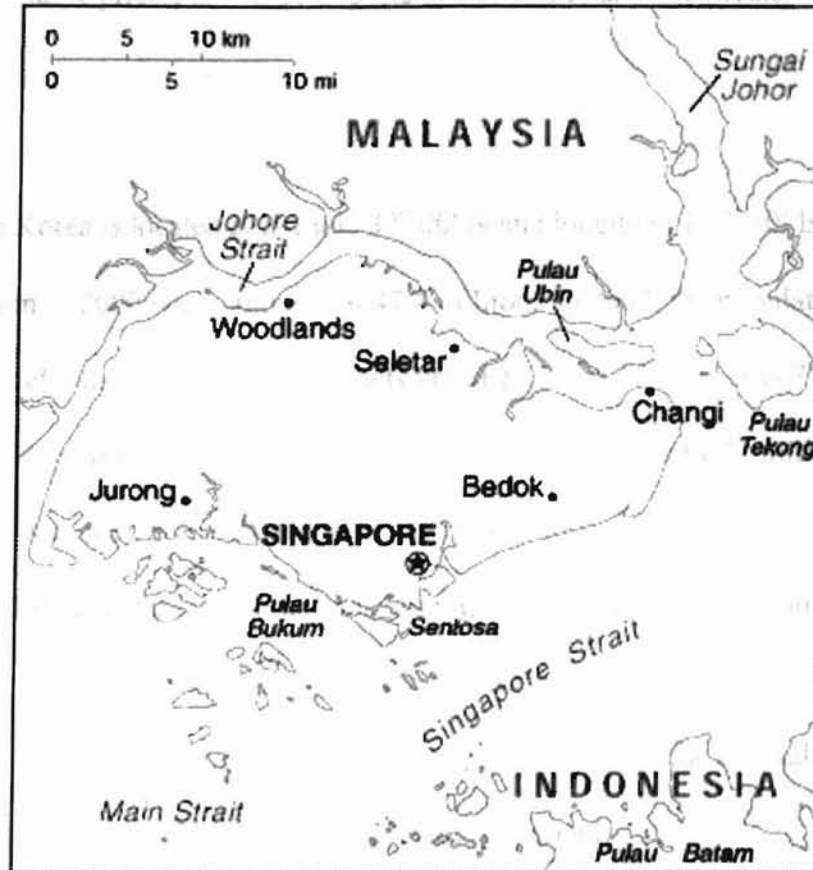 0 5 10 km
0 5 10 mi
Sungai
Johor
MALAYSIA
Johore
Strait
Pulau
Ubin
Woodlands
Seletar
Changi
Pulau
Tekong
Jurong
Bedok
SINGAPORE
Pulau
Bukum
Sentosa
Singapore Strait
INDONESIA
Main Strait
Pulau Batam